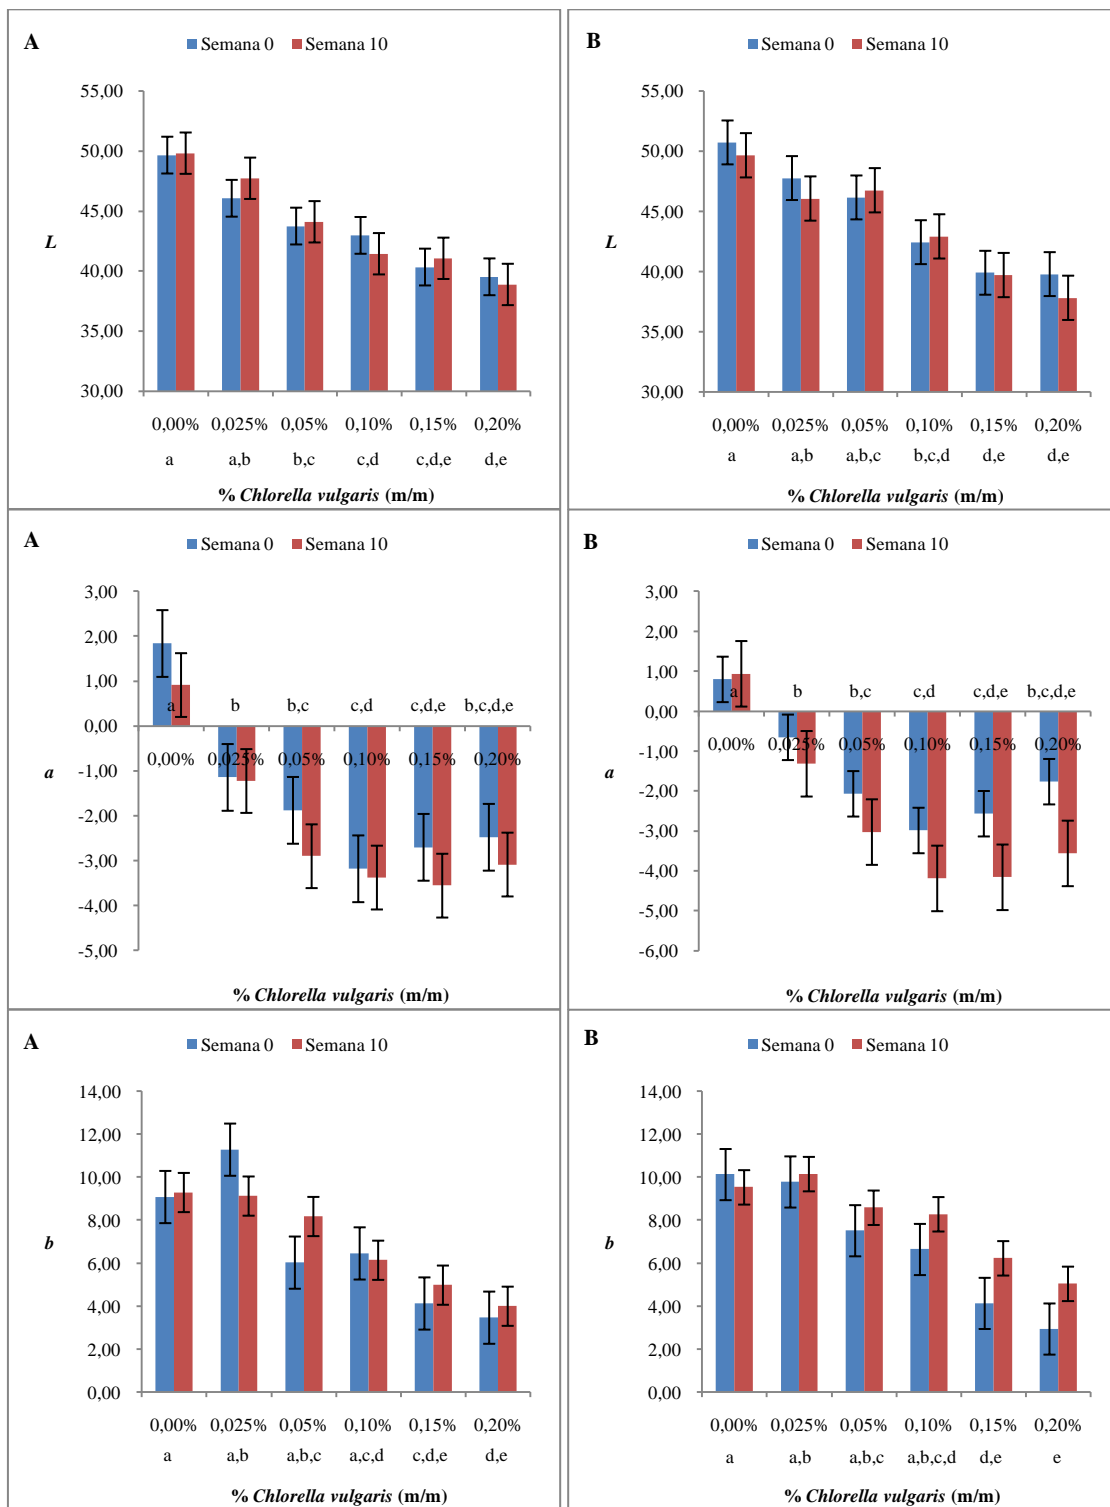 A
Semana 0 Semana 10
55,00
50,00
45,00
L
40,00
35,00
30,00
0,00% 0,025% 0,05% 0,10% 0,15% 0,20%
a a,b b,c c,d c,d,e d,e
% Chlorella vulgaris (m/m)
B
Semana 0 Semana 10
55,00
50,00
45,00
L
40,00
35,00
30,00
0,00% 0,025% 0,05% 0,10% 0,15% 0,20%
a a,b a,b,c b,c,d d,e d,e
% Chlorella vulgaris (m/m)
A
Semana 0 Semana 10
3,00
2,00
1,00
a b b,c c,d c,d,e b,c,d,e
0,00
0,00% 0,025% 0,05% 0,10% 0,15% 0,20%
-1,00
a
-2,00
-3,00
-4,00
-5,00
% Chlorella vulgaris (m/m)
B
Semana 0 Semana 10
3,00
2,00
1,00
a b b,c c,d c,d,e b,c,d,e
0,00
0,00% 0,025% 0,05% 0,10% 0,15% 0,20%
-1,00
a
-2,00
-3,00
-4,00
-5,00
-6,00
% Chlorella vulgaris (m/m)
A
Semana 0 Semana 10
14,00
12,00
10,00
8,00
b
6,00
4,00
2,00
0,00
0,00% 0,025% 0,05% 0,10% 0,15% 0,20%
a a,b a,b,c a,c,d c,d,e d,e
% Chlorella vulgaris (m/m)
B
Semana 0 Semana 10
14,00
12,00
10,00
8,00
b
6,00
4,00
2,00
0,00
0,00% 0,025% 0,05% 0,10% 0,15% 0,20%
a a,b a,b,c a,b,c,d d,e e
% Chlorella vulgaris (m/m)